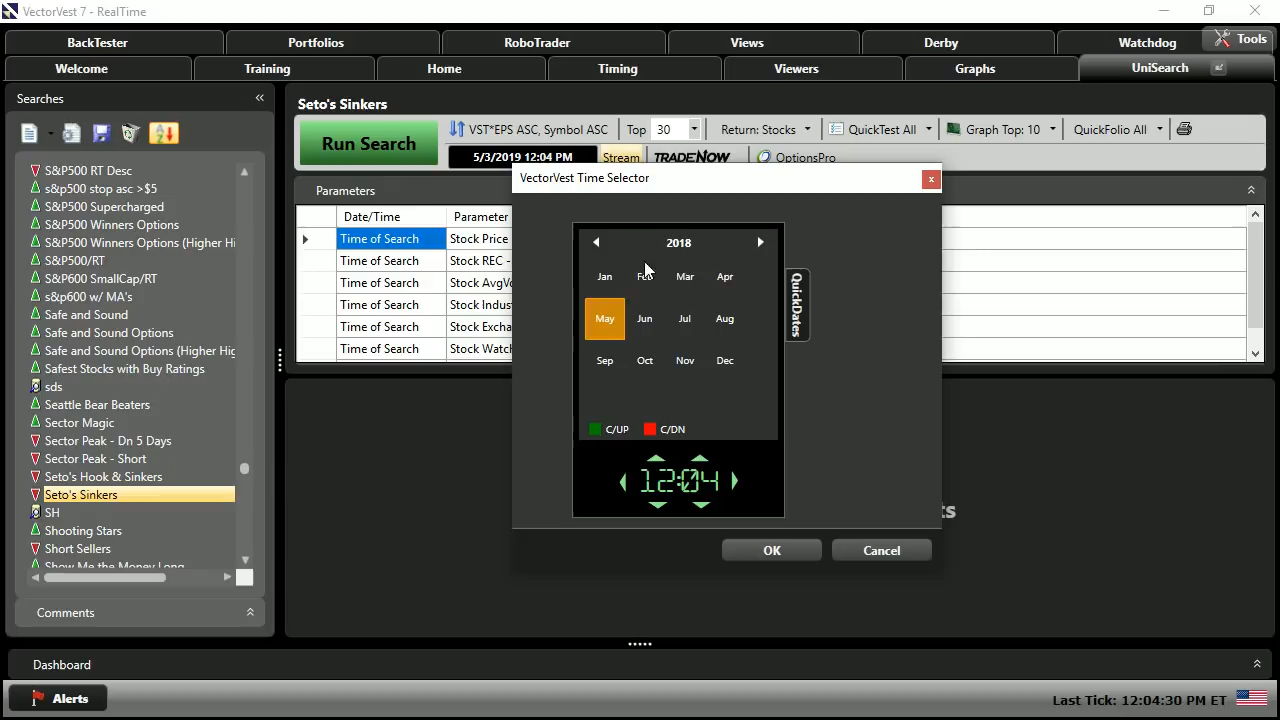 VectorVest 7 - RealTime
BackTester
Portfolios
RoboTrader
Views
Derby
Watchdog
Tools
Welcome
Training
Home
Timing
Viewers
Graphs
UniSearch
Searches
S&P500 RT Desc
s&p500 stop asc >$5
S&P500 Supercharged
S&P500 Winners Options
S&P500 Winners Options (Higher Hi
S&P500/RT
S&P600 SmallCap/RT
s&p600 w/ MA's
Safe and Sound
Safe and Sound Options
Safe and Sound Options (Higher Hig
Safest Stocks with Buy Ratings
sds
Seattle Bear Beaters
Sector Magic
Sector Peak - Dn 5 Days
Sector Peak - Short
Seto's Hook & Sinkers
Seto's Sinkers
SH
Shooting Stars
Short Sellers
Show Me the Money Long
Comments
Seto's Sinkers
Run Search
VST*EPS ASC, Symbol ASC
Top 30
Return: Stocks
QuickTest All
Graph Top: 10
QuickFolio All
5/3/2019 12:04 PM
Stream
TRADENOW
OptionsPro
Parameters
Date/Time Parameter
Time of Search Stock Price
Time of Search Stock REC -
Time of Search Stock AvgVo
Time of Search Stock Indus
Time of Search Stock Excha
Time of Search Stock Watc
VectorVest Time Selector
x
2018
Jan Feb Mar Apr
May Jun Jul Aug
Sep Oct Nov Dec
C/UP C/DN
12:04
QuickDates
OK
Cancel
ts
Dashboard
Alerts
Last Tick: 12:04:30 PM ET